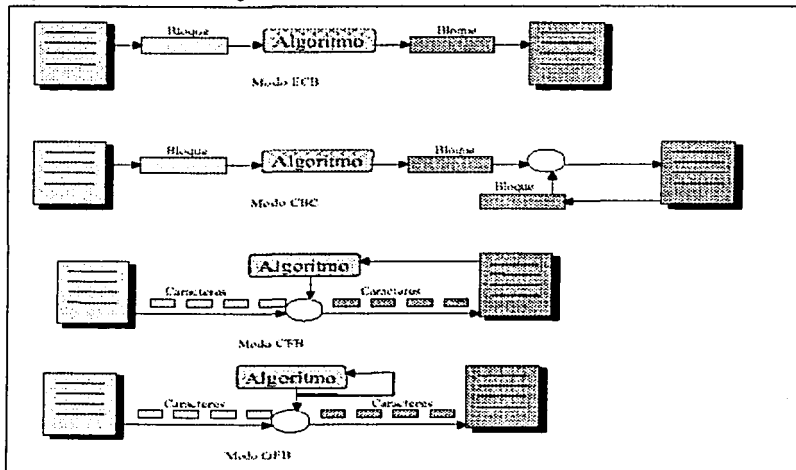 Bloque Algoritmo Bloque
Modo ECB
Bloque Algoritmo Bloque
Bloque
Modo CBC
Algoritmo
Caracteres Caracteres
Modo CFB
Algoritmo
Caracteres Caracteres
Modo OFB